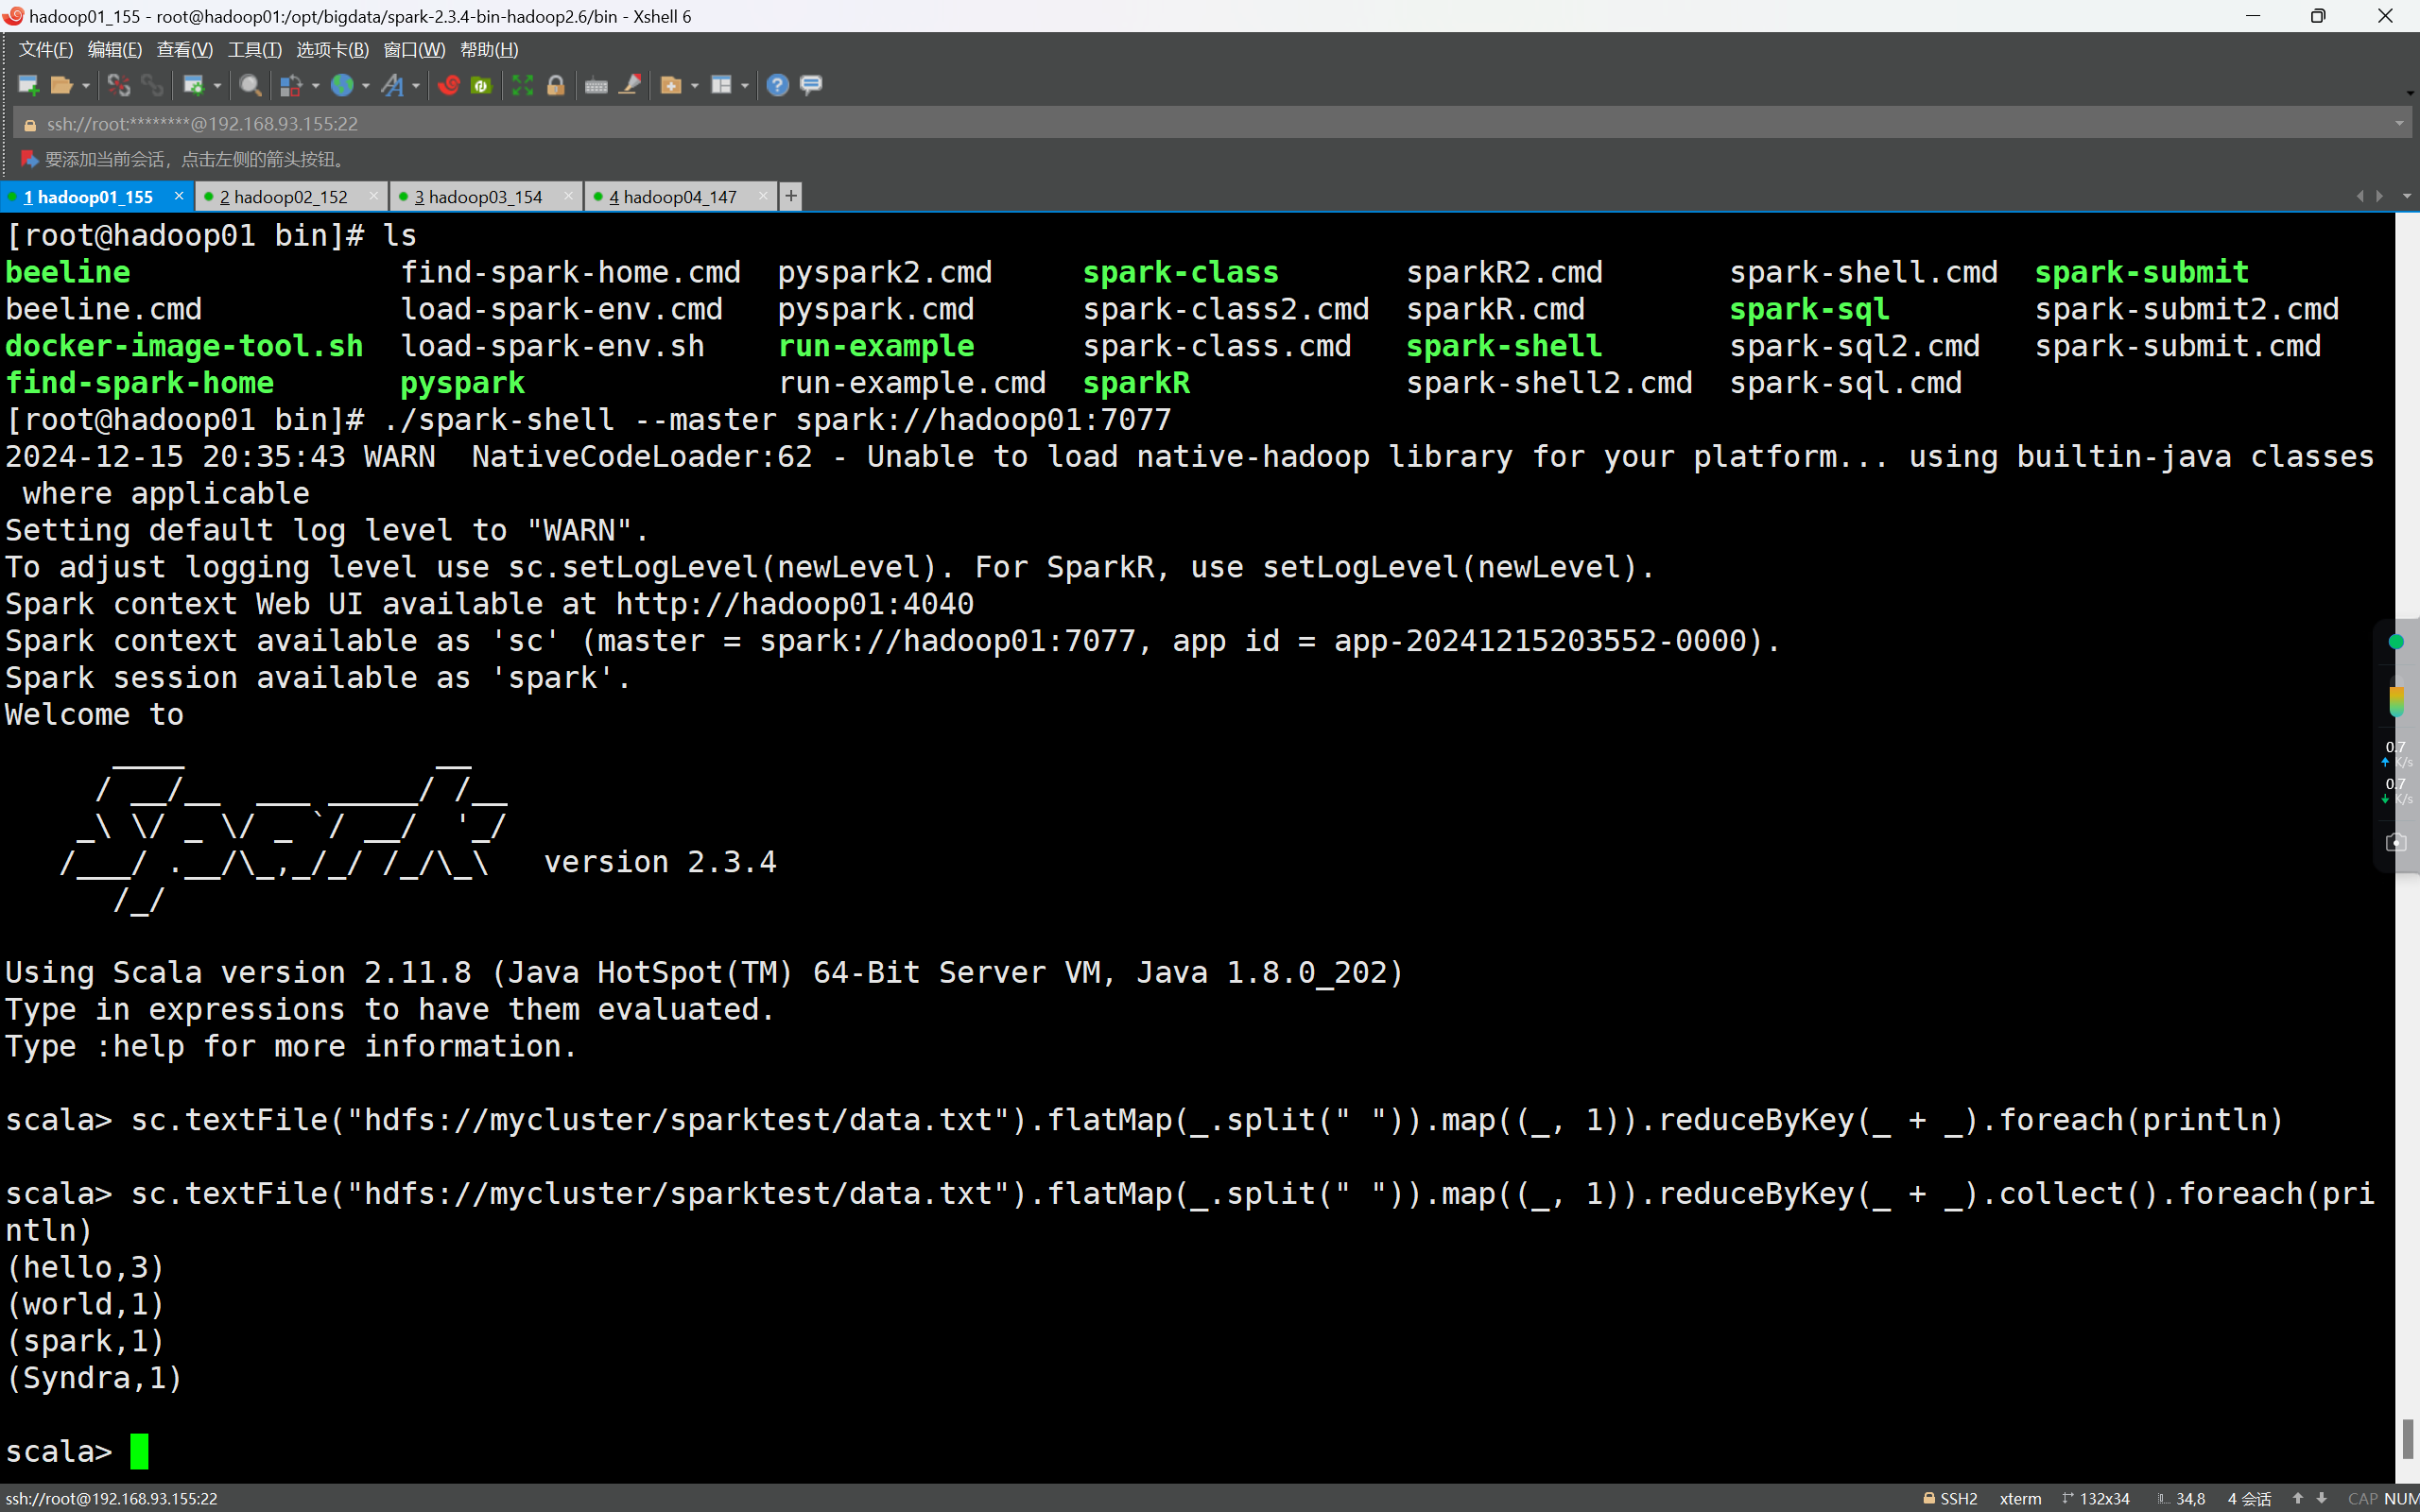 hadoop01_155 - root@hadoop01:/opt/bigdata/spark-2.3.4-bin-hadoop2.6/bin - Xshell 6
文件(F) 编辑(E) 查看(V) 工具(T) 选项卡(B) 窗口(W) 帮助(H)
ssh://root:********@192.168.93.155:22
要添加当前会话，点击左侧的箭头按钮。
1 hadoop01_155 2 hadoop02_152 3 hadoop03_154 4 hadoop04_147
[root@hadoop01 bin]# ls
beeline find-spark-home.cmd pyspark2.cmd spark-class sparkR2.cmd spark-shell.cmd spark-submit
beeline.cmd load-spark-env.cmd pyspark.cmd spark-class2.cmd sparkR.cmd spark-sql spark-submit2.cmd
docker-image-tool.sh load-spark-env.sh run-example spark-class.cmd spark-shell spark-sql2.cmd spark-submit.cmd
find-spark-home pyspark run-example.cmd sparkR spark-shell2.cmd spark-sql.cmd
[root@hadoop01 bin]# ./spark-shell --master spark://hadoop01:7077
2024-12-15 20:35:43 WARN  NativeCodeLoader:62 - Unable to load native-hadoop library for your platform... using builtin-java classes
where applicable
Setting default log level to "WARN".
To adjust logging level use sc.setLogLevel(newLevel). For SparkR, use setLogLevel(newLevel).
Spark context Web UI available at http://hadoop01:4040
Spark context available as 'sc' (master = spark://hadoop01:7077, app id = app-20241215203552-0000).
Spark session available as 'spark'.
Welcome to
      ____              __
     / __/__  ___ _____/ /__
    _\ \/ _ \/ _ `/ __/  '_/
   /___/ .__/\_,_/_/ /_/\_\   version 2.3.4
      /_/
Using Scala version 2.11.8 (Java HotSpot(TM) 64-Bit Server VM, Java 1.8.0_202)
Type in expressions to have them evaluated.
Type :help for more information.
scala> sc.textFile("hdfs://mycluster/sparktest/data.txt").flatMap(_.split(" ")).map((_, 1)).reduceByKey(_ + _).foreach(println)
scala> sc.textFile("hdfs://mycluster/sparktest/data.txt").flatMap(_.split(" ")).map((_, 1)).reduceByKey(_ + _).collect().foreach(pri
ntln)
(hello,3)
(world,1)
(spark,1)
(Syndra,1)
scala>
0.7
K/s
0.7
K/s
ssh://root@192.168.93.155:22 SSH2 xterm 132x34 34,8 4 会话 CAP NUM